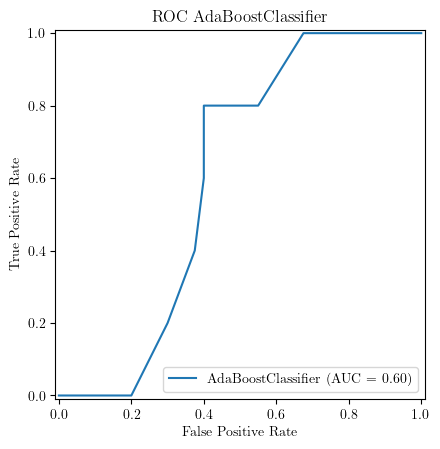 ROC AdaBoostClassifier
1.0
0.8
0.6
0.4
0.2
0.0
True Positive Rate
AdaBoostClassifier (AUC = 0.60)
0.0 0.2 0.4 0.6 0.8 1.0
False Positive Rate